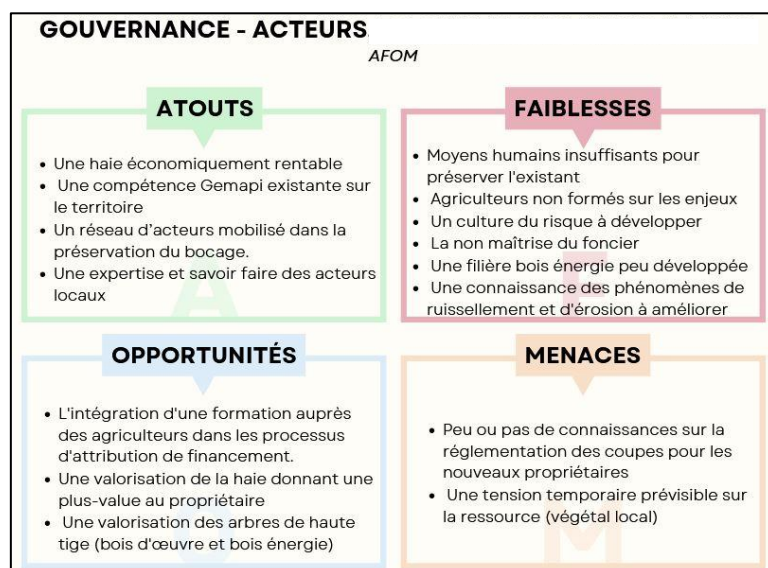 GOUVERNANCE - ACTEURS
AFOM
ATOUTS
• Une haie économiquement rentable
• Une compétence Gemapi existante sur
le territoire
• Un réseau d'acteurs mobilisé dans la
préservation du bocage.
• Une expertise et savoir faire des acteurs
locaux
A
FAIBLESSES
• Moyens humains insuffisants pour
préserver l'existant
• Agriculteurs non formés sur les enjeux
• Un culture du risque à développer
• La non maîtrise du foncier
• Une filière bois énergie peu développée
• Une connaissance des phénomènes de
ruissellement et d'érosion à améliorer
F
OPPORTUNITÉS
• L'intégration d'une formation auprès
des agriculteurs dans les processus
d'attribution de financement.
• Une valorisation de la haie donnant une
plus-value au propriétaire
• Une valorisation des arbres de haute
tige (bois d'œuvre et bois énergie)
O
MENACES
• Peu ou pas de connaissances sur la
réglementation des coupes pour les
nouveaux propriétaires
• Une tension temporaire prévisible sur
la ressource (végétal local)
M